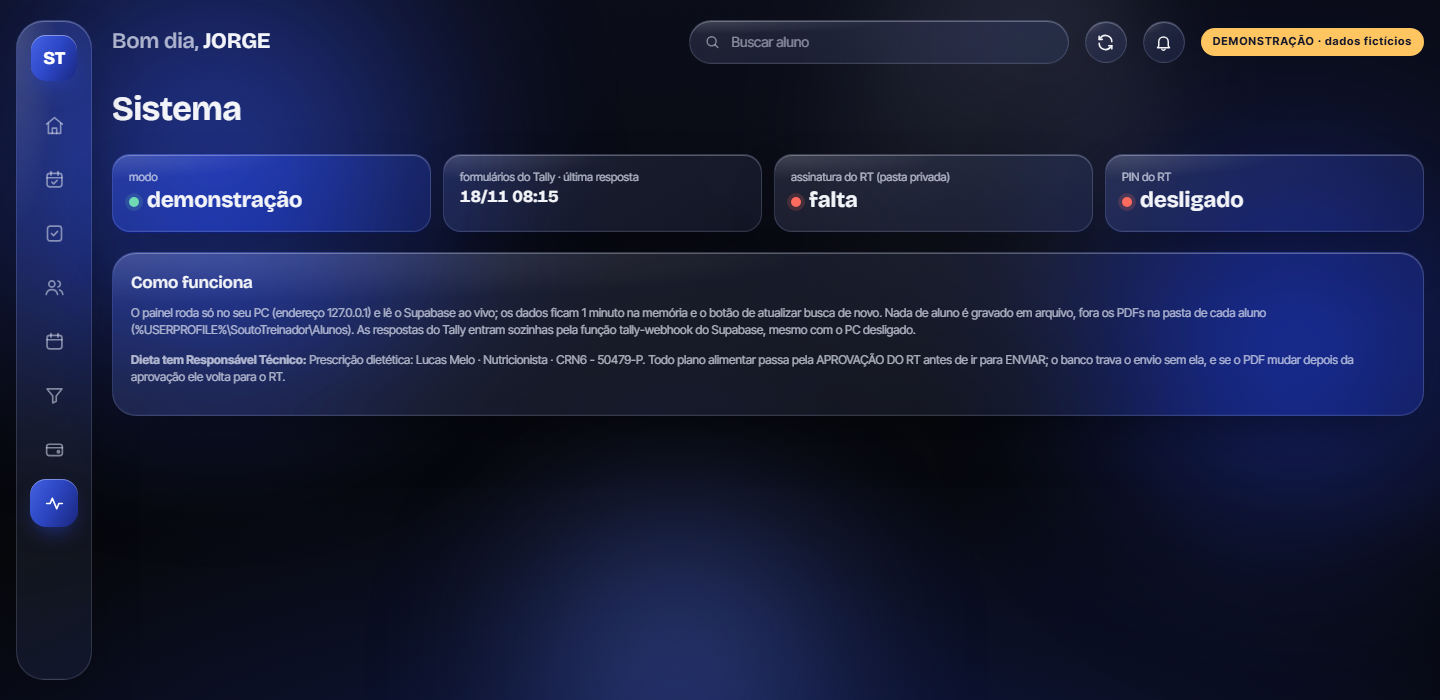 ST
Bom dia, JORGE
Buscar aluno
DEMONSTRAÇÃO · dados fictícios
Sistema
modo
demonstração
formulários do Tally · última resposta
18/11 08:15
assinatura do RT (pasta privada)
falta
PIN do RT
desligado
Como funciona
O painel roda só no seu PC (endereço 127.0.0.1) e lê o Supabase ao vivo; os dados ficam 1 minuto na memória e o botão de atualizar busca de novo. Nada de aluno é gravado em arquivo, fora os PDFs na pasta de cada aluno
(%USERPROFILE%\SoutoTreinador\Alunos). As respostas do Tally entram sozinhas pela função tally-webhook do Supabase, mesmo com o PC desligado.
Dieta tem Responsável Técnico: Prescrição dietética: Lucas Melo · Nutricionista · CRN6 - 50479-P. Todo plano alimentar passa pela APROVAÇÃO DO RT antes de ir para ENVIAR; o banco trava o envio sem ela, e se o PDF mudar depois da
aprovação ele volta para o RT.